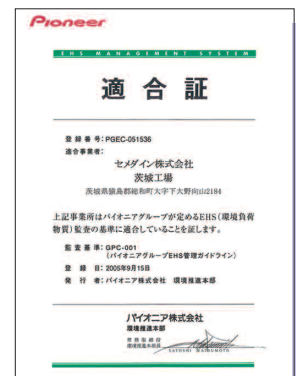 Pioneer
EHS MANAGEMENT SYSTEM
適合証
登録番号：PGEC-051536
適合事業者：
セメダイン株式会社
茨城工場
茨城県猿島郡総和町大字下大野向山2184
上記事業所はパイオニアグループが定めるEHS（環境負荷
物質）監査の基準に適合していることを証します。
監査基準：GPC-001
（パイオニアグループEHS管理ガイドライン）
登録日：2005年9月15日
発行者：パイオニア株式会社 環境推進本部
パイオニア株式会社
環境推進本部